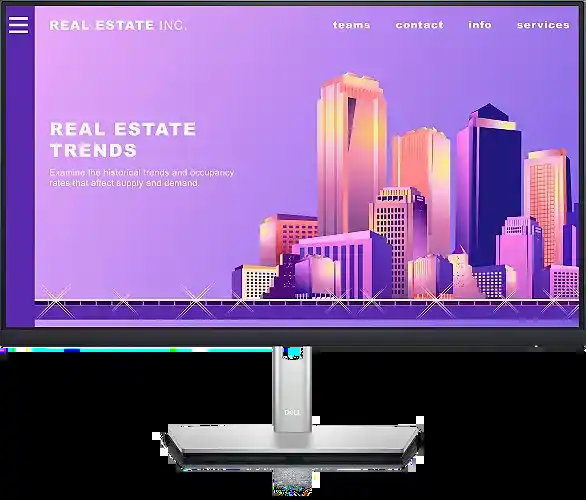 REAL ESTATE INC.
teams contact info services
REAL ESTATE
TRENDS
Examine the historical trends and occupancy
rates that affect supply and demand.
DELL